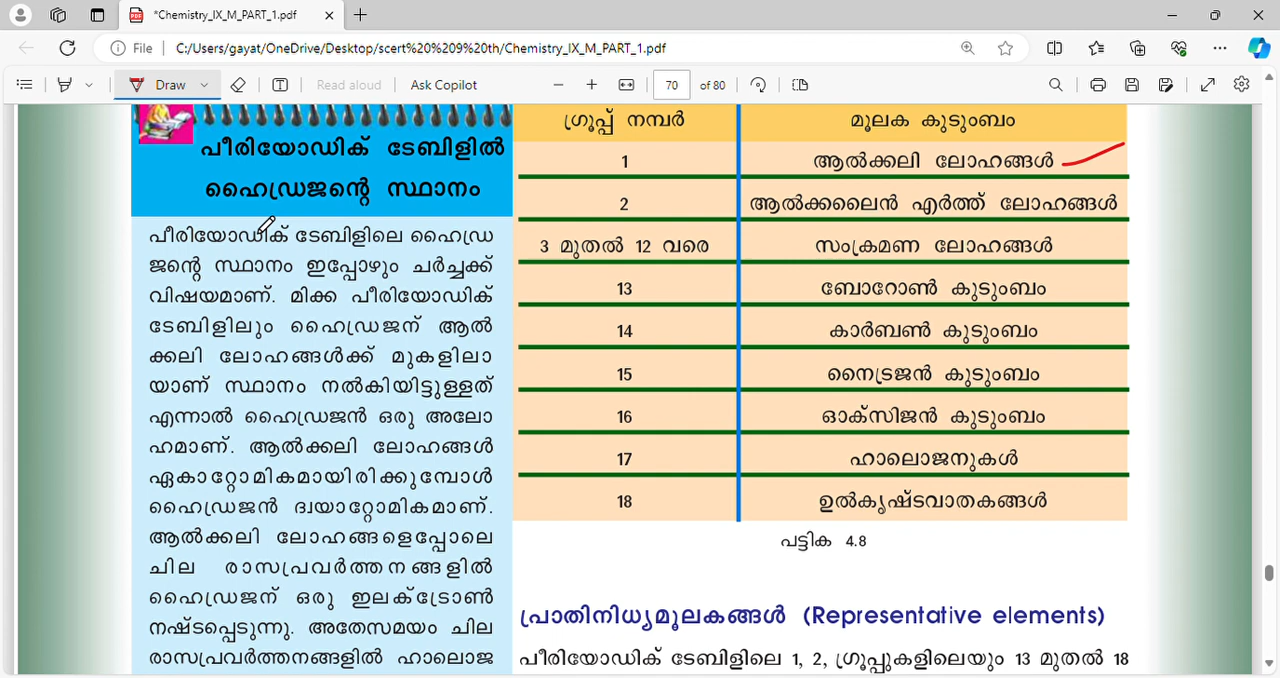 *Chemistry_IX_M_PART_1.pdf
File
C:/Users/gayat/OneDrive/Desktop/scert%20%209%20th/Chemistry_IX_M_PART_1.pdf
Draw
Read aloud
Ask Copilot
70
of 80
പീരിയോഡിക് ടേബിളിൽ
ഹൈഡ്രജന്റെ സ്ഥാനം
പീരിയോഡിക് ടേബിളിലെ ഹൈഡ്ര
ജന്റെ സ്ഥാനം ഇപ്പോഴും ചർച്ചക്ക്
വിഷയമാണ്. മിക്ക പീരിയോഡിക്
ടേബിളിലും ഹൈഡ്രജന് ആൽ
ക്കലി ലോഹങ്ങൾക്ക് മുകളിലാ
യാണ് സ്ഥാനം നൽകിയിട്ടുള്ളത്
എന്നാൽ ഹൈഡ്രജൻ ഒരു അലോ
ഹമാണ്. ആൽക്കലി ലോഹങ്ങൾ
ഏകാറ്റോമികമായിരിക്കുമ്പോൾ
ഹൈഡ്രജൻ ദ്വയാറ്റോമികമാണ്.
ആൽക്കലി ലോഹങ്ങളെപ്പോലെ
ചില രാസപ്രവർത്തനങ്ങളിൽ
ഹൈഡ്രജന് ഒരു ഇലക്ട്രോൺ
നഷ്ടപ്പെടുന്നു. അതേസമയം ചില
രാസപ്രവർത്തനങ്ങളിൽ ഹാലൊജ
ഗ്രൂപ്പ് നമ്പർ മൂലക കുടുംബം
1 ആൽക്കലി ലോഹങ്ങൾ
2 ആൽക്കലൈൻ എർത്ത് ലോഹങ്ങൾ
3 മുതൽ 12 വരെ സംക്രമണ ലോഹങ്ങൾ
13 ബോറോൺ കുടുംബം
14 കാർബൺ കുടുംബം
15 നൈട്രജൻ കുടുംബം
16 ഓക്സിജൻ കുടുംബം
17 ഹാലൊജനുകൾ
18 ഉൽകൃഷ്ടവാതകങ്ങൾ
പട്ടിക 4.8
പ്രാതിനിധ്യമൂലകങ്ങൾ (Representative elements)
പീരിയോഡിക് ടേബിളിലെ 1, 2, ഗ്രൂപ്പുകളിലെയും 13 മുതൽ 18